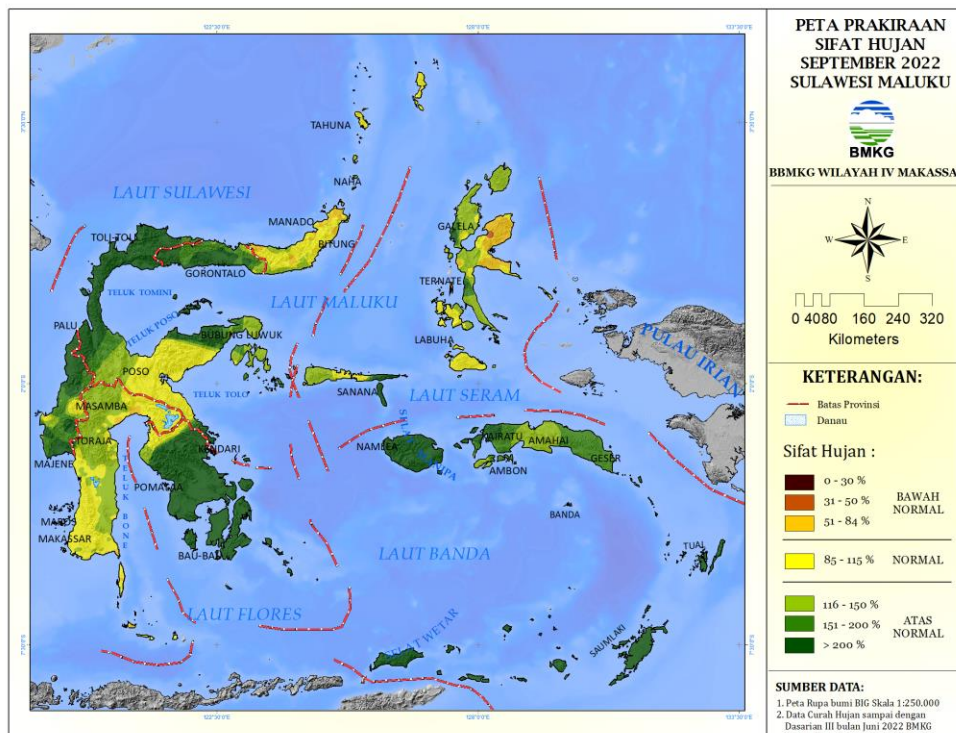 PETA PRAKIRAAN
SIFAT HUJAN
SEPTEMBER 2022
SULAWESI MALUKU
BMKG
BBMKG WILAYAH IV MAKASSA
N
W E
S
0 40 80 160 240 320
Kilometers
KETERANGAN:
Batas Provinsi
Danau
Sifat Hujan :
0 - 30 %
31 - 50 %
51 - 84 %
BAWAH
NORMAL
85 - 115 %
NORMAL
116 - 150 %
151 - 200 %
> 200 %
ATAS
NORMAL
SUMBER DATA:
1. Peta Rupa bumi BIG Skala 1:250.000
2. Data Curah Hujan sampai dengan
Dasarian III bulan Juni 2022 BMKG
TAHUNA
NAHA
LAUT SULAWESI
MANADO
BITUNG
TOLI-TOLI
GORONTALO
GALELA
TELUK TOMINI
LAUT MALUKU
TERNATE
PALU
TELUK POSO
LUWUK
LABUHA
PULAU IRIAN
POSO
TELUK TOLO
SANANA
LAUT SERAM
MASAMBA
TORAJA
MAJENE
KENDARI
NAMLEA
AMAHAI
GESER
AMBON
TELUK BONE
POMALAA
MAROS
MAKASSAR
BANDA
BAU-BAU
LAUT BANDA
TUAL
LAUT FLORES
SAUMLAKI